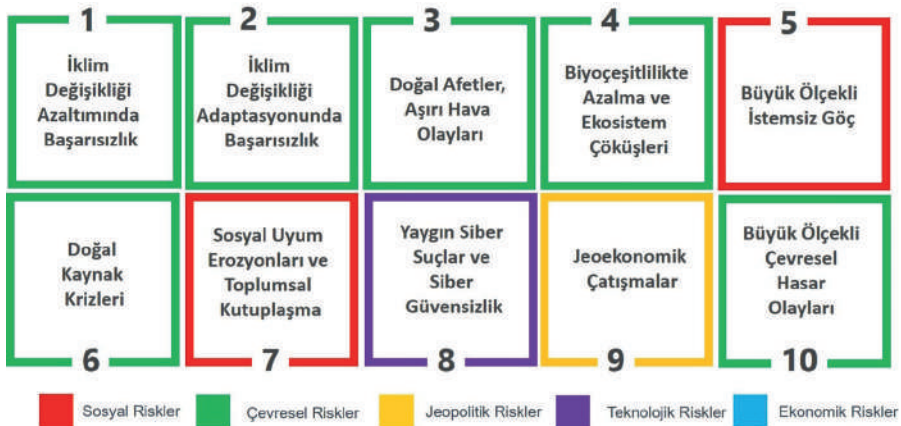 1
İklim
Değişikliği
Azaltımında
Başarısızlık
2
İklim
Değişikliği
Adaptasyonunda
Başarısızlık
3
Doğal Afetler,
Aşırı Hava
Olayları
4
Biyoçeşitlilikte
Azalma ve
Ekosistem
Çöküşleri
5
Büyük Ölçekli
İstemsiz Göç
Doğal
Kaynak
Krizleri
6
Sosyal Uyum
Erozyonları ve
Toplumsal
Kutuplaşma
7
Yaygın Siber
Suçlar ve
Siber
Güvensizlik
8
Jeoekonomik
Çatışmalar
9
Büyük Ölçekli
Çevresel
Hasar
Olayları
10
Sosyal Riskler
Çevresel Riskler
Jeopolitik Riskler
Teknolojik Riskler
Ekonomik Riskler